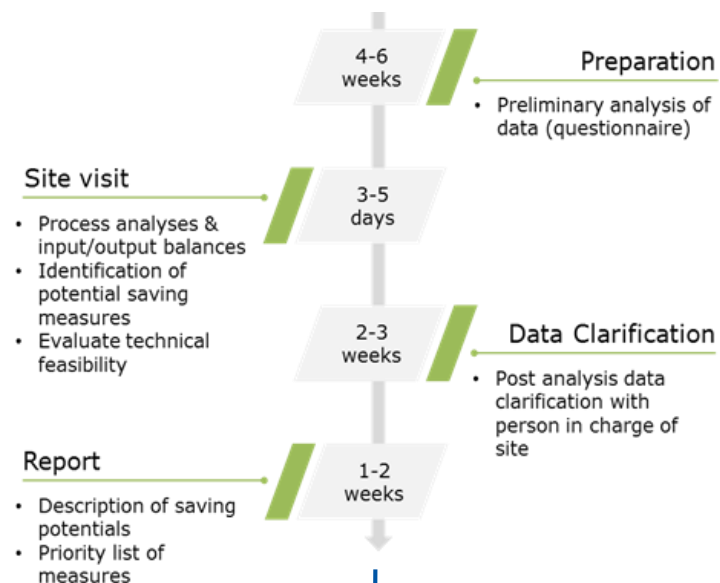 4-6
weeks
Preparation
• Preliminary analysis of
data (questionnaire)
Site visit
3-5
days
• Process analyses &
input/output balances
• Identification of
potential saving
measures
• Evaluate technical
feasibility
2-3
weeks
Data Clarification
• Post analysis data
clarification with
person in charge of
site
Report
1-2
weeks
• Description of saving
potentials
• Priority list of
measures